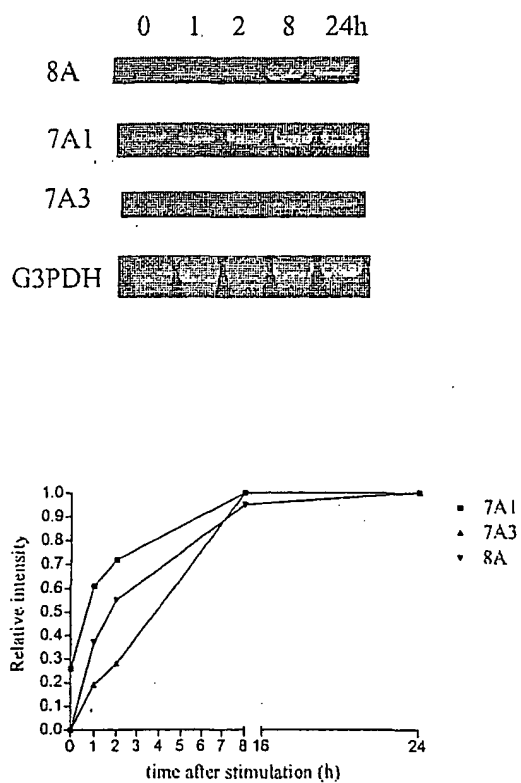 0 1 2 8 24h
8A
7A1
7A3
G3PDH
1.0
0.9
0.8
0.7
0.6
0.5
0.4
0.3
0.2
0.1
0.0
Relative intensity
0 1 2 3 4 5 6 7 8 16 24
time after stimulation (h)
7A1
7A3
8A